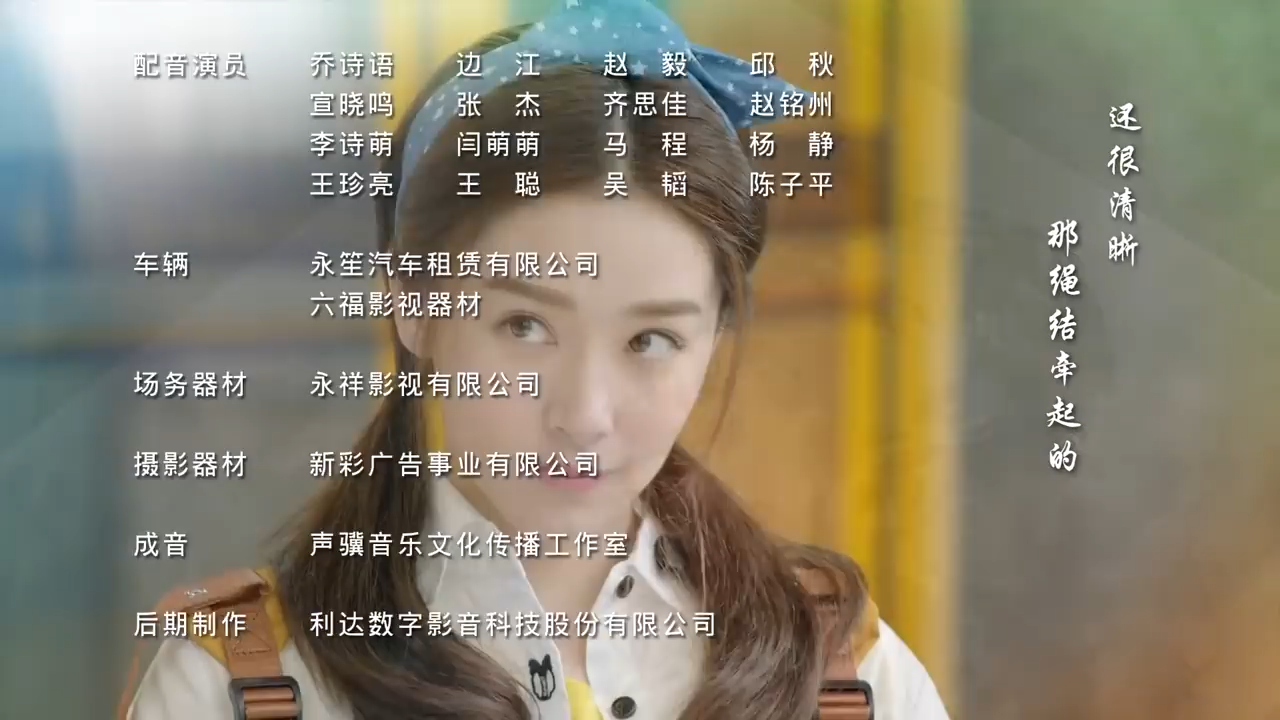 配音演员 乔诗语 边 江 赵 毅 邱 秋
宣晓鸣 张 杰 齐思佳 赵铭州
李诗萌 闫萌萌 马 程 杨 静
王珍亮 王 聪 吴 韬 陈子平
车辆 永笙汽车租赁有限公司
六福影视器材
场务器材 永祥影视有限公司
摄影器材 新彩广告事业有限公司
成音 声骥音乐文化传播工作室
后期制作 利达数字影音科技股份有限公司
还很清晰
那绳结牵起的